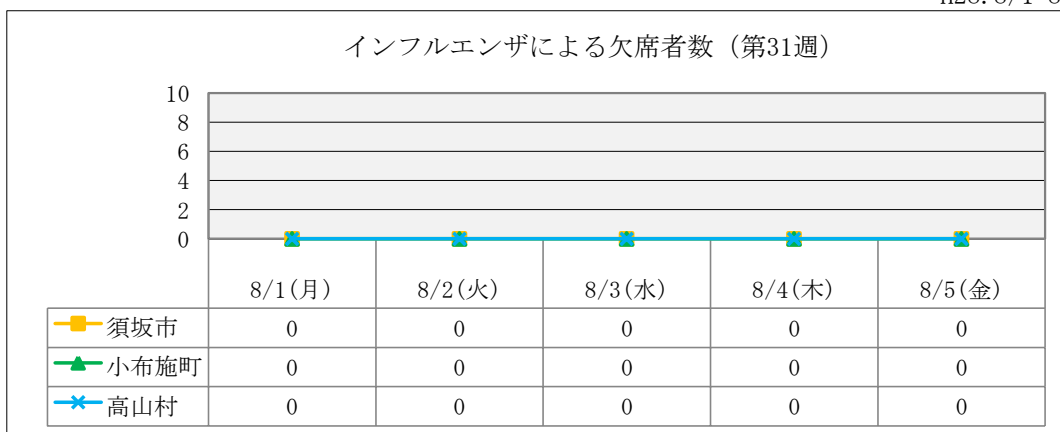 インフルエンザによる欠席者数（第31週）
10
8
6
4
2
0
8/1(月) 8/2(火) 8/3(水) 8/4(木) 8/5(金)
須坂市 0 0 0 0 0
小布施町 0 0 0 0 0
高山村 0 0 0 0 0